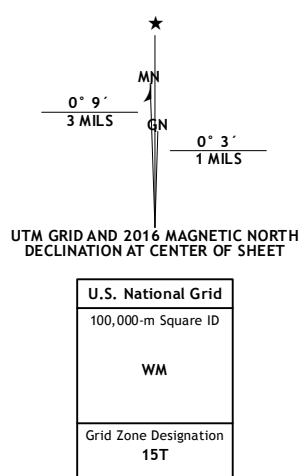 MN
0° 9´
3 MILS
GN
0° 3´
1 MILS
UTM GRID AND 2016 MAGNETIC NORTH
DECLINATION AT CENTER OF SHEET
U.S. National Grid
100,000-m Square ID
WM
Grid Zone Designation
15T